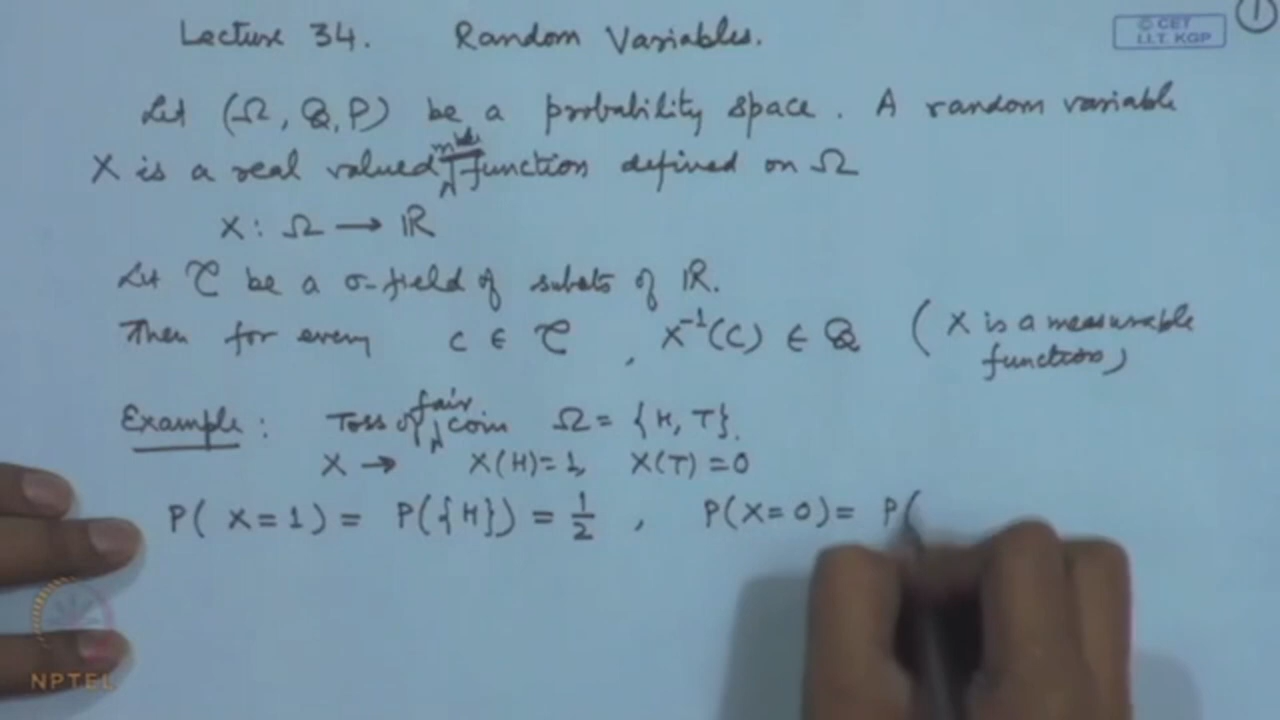 Lecture 34. Random Variables.
© CET
I.I.T. KGP
1
Let (Ω, ℚ, P) be a probability space. A random variable
X is a real valued mble function defined on Ω
X: Ω → ℝ
Let 𝒞 be a σ-field of subsets of ℝ.
Then for every C ∈ 𝒞, X⁻¹(C) ∈ ℚ (X is a measurable
function)
Example: Toss of fair coin Ω = {H, T}.
X → X(H)=1, X(T)=0
P(X=1) = P({H}) = 1/2, P(X=0) = P(
NPTEL